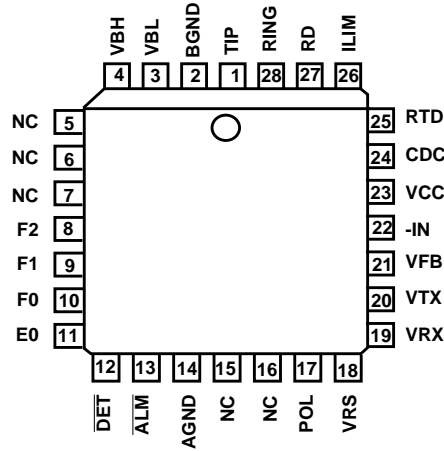 VBH VBL BGND TIP RING RD ILIM
4 3 2 1 28 27 26
NC 5 25 RTD
NC 6 24 CDC
NC 7 23 VCC
F2 8 22 -IN
F1 9 21 VFB
F0 10 20 VTX
E0 11 19 VRX
12 13 14 15 16 17 18
DET ALM AGND NC NC POL VRS